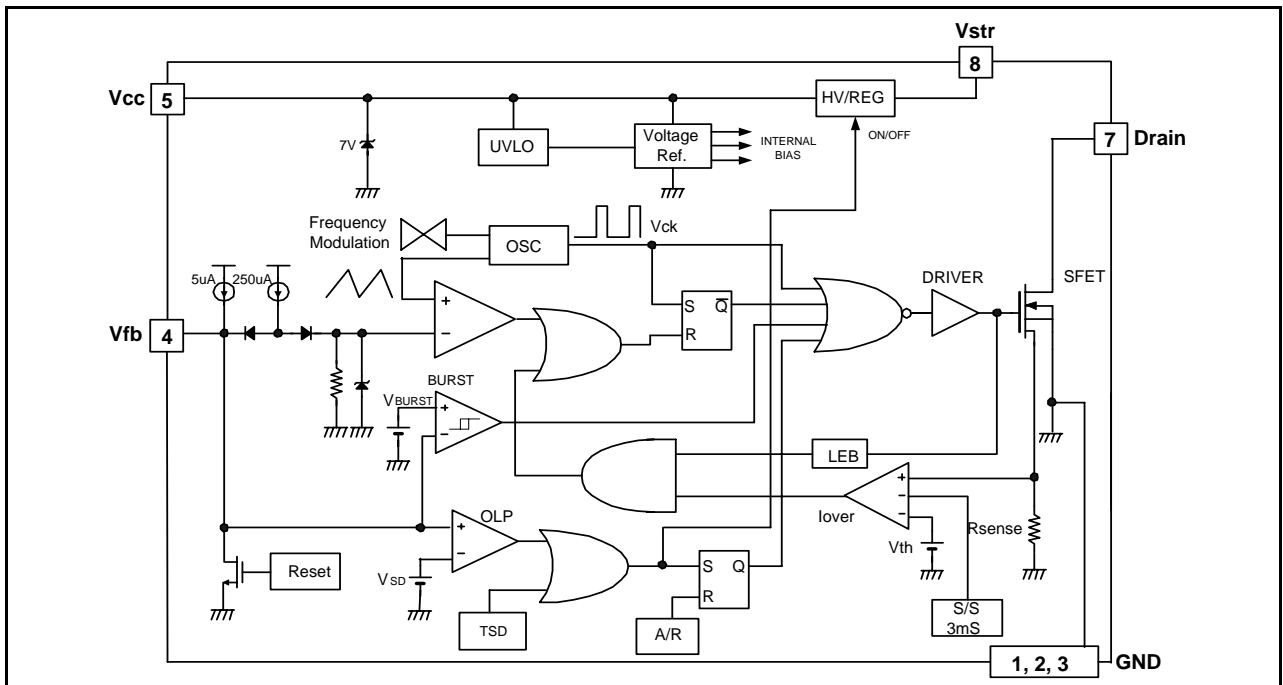 Vstr
8
Vcc
5
HV/REG
Drain
7
7V
UVLO
Voltage
Ref.
INTERNAL
BIAS
ON/OFF
Frequency
Modulation
OSC
Vck
5uA
250uA
DRIVER
SFET
+
S
Q
R
Vfb
4
−
BURST
VBURST
+
−
LEB
+
−
−
Iover
Rsense
OLP
+
−
Vth
Reset
VSD
S
Q
R
TSD
A/R
S/S
3mS
1, 2, 3
GND